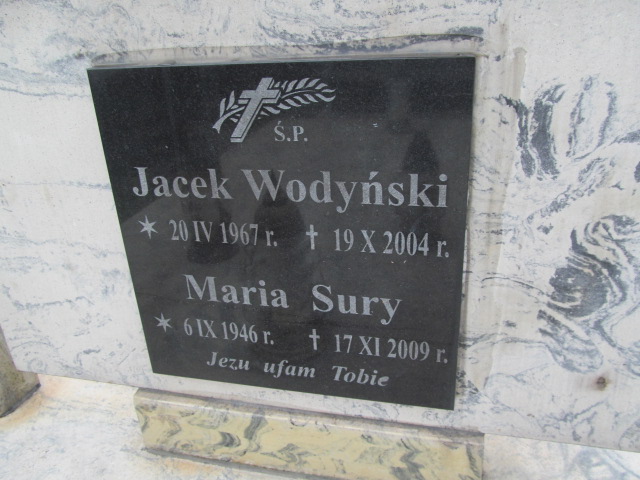 Ś.P.
Jacek Wodyński
* 20 IV 1967 r. † 19 X 2004 r.
Maria Sury
* 6 IX 1946 r. † 17 XI 2009 r.
Jezu ufam Tobie